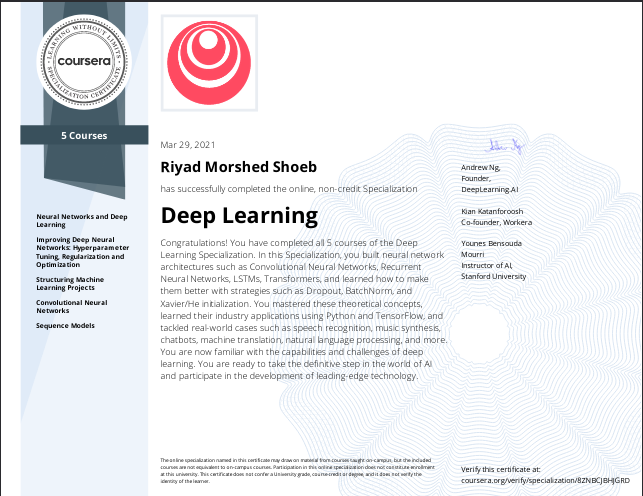 LEARNING WITHOUT LIMITS
coursera
SPECIALIZATION CERTIFICATE
5 Courses
Neural Networks and Deep
Learning
Improving Deep Neural
Networks: Hyperparameter
Tuning, Regularization and
Optimization
Structuring Machine
Learning Projects
Convolutional Neural
Networks
Sequence Models
Mar 29, 2021
Riyad Morshed Shoeb
has successfully completed the online, non-credit Specialization
Deep Learning
Congratulations! You have completed all 5 courses of the Deep
Learning Specialization. In this Specialization, you built neural network
architectures such as Convolutional Neural Networks, Recurrent
Neural Networks, LSTMs, Transformers, and learned how to make
them better with strategies such as Dropout, BatchNorm, and
Xavier/He initialization. You mastered these theoretical concepts,
learned their industry applications using Python and TensorFlow, and
tackled real-world cases such as speech recognition, music synthesis,
chatbots, machine translation, natural language processing, and more.
You are now familiar with the capabilities and challenges of deep
learning. You are ready to take the definitive step in the world of AI
and participate in the development of leading-edge technology.
Andrew Ng,
Founder,
DeepLearning.AI
Kian Katanforoosh
Co-founder, Workera
Younes Bensouda
Mourri
Instructor of AI,
Stanford University
The online specialization named in this certificate may draw on material from courses taught on-campus, but the included
courses are not equivalent to on-campus courses. Participation in this online specialization does not constitute enrollment
at this university. This certificate does not confer a University grade, course credit or degree, and it does not verify the
identity of the learner.
Verify this certificate at:
coursera.org/verify/specialization/8ZNBCJBHJGRD